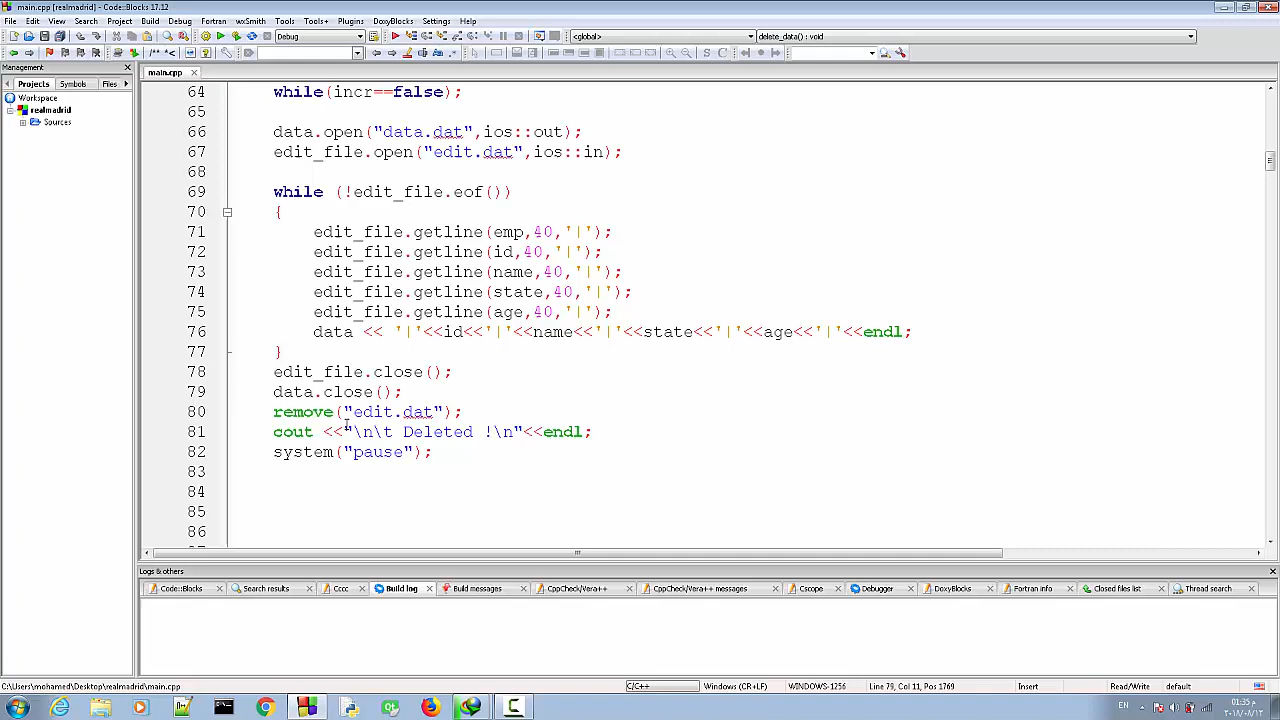 main.cpp [realmadrid] - Code::Blocks 17.12
File Edit View Search Project Build Debug Fortran wxSmith Tools Tools+ Plugins DoxyBlocks Settings Help
Debug <global> delete_data() : void
Management
Projects Symbols Files
Workspace
realmadrid
Sources
main.cpp
64 while(incr==false);
65
66 data.open("data.dat",ios::out);
67 edit_file.open("edit.dat",ios::in);
68
69 while (!edit_file.eof())
70 {
71 edit_file.getline(emp,40,'|');
72 edit_file.getline(id,40,'|');
73 edit_file.getline(name,40,'|');
74 edit_file.getline(state,40,'|');
75 edit_file.getline(age,40,'|');
76 data << '|'<<id<<'|'<<name<<'|'<<state<<'|'<<age<<'|'<<endl;
77 }
78 edit_file.close();
79 data.close();
80 remove("edit.dat");
81 cout <<"\n\t Deleted !\n"<<endl;
82 system("pause");
83
84
85
86
Logs & others
Code::Blocks Search results Cccc Build log Build messages CppCheck/Vera++ CppCheck/Vera++ messages Cscope Debugger DoxyBlocks Fortran info Closed files list Thread search
C:\Users\mohamed\Desktop\realmadrid\main.cpp C/C++ Windows (CR+LF) WINDOWS-1256 Line 79, Col 11, Pos 1769 Insert Read/Write default
EN 01:35 م
٢٠١٨/٠٨/١٢